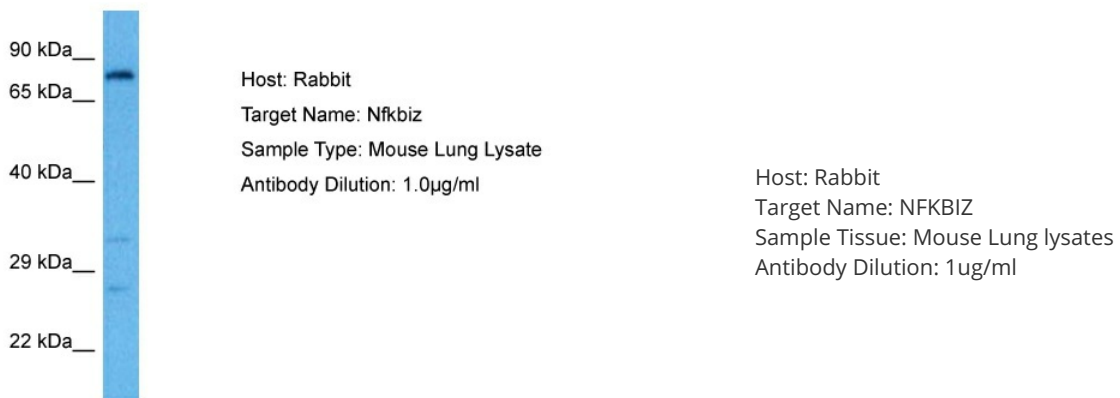 90 kDa__
65 kDa__
40 kDa__
29 kDa__
22 kDa__
Host: Rabbit
Target Name: Nfkbiz
Sample Type: Mouse Lung Lysate
Antibody Dilution: 1.0µg/ml
Host: Rabbit
Target Name: NFKBIZ
Sample Tissue: Mouse Lung lysates
Antibody Dilution: 1ug/ml